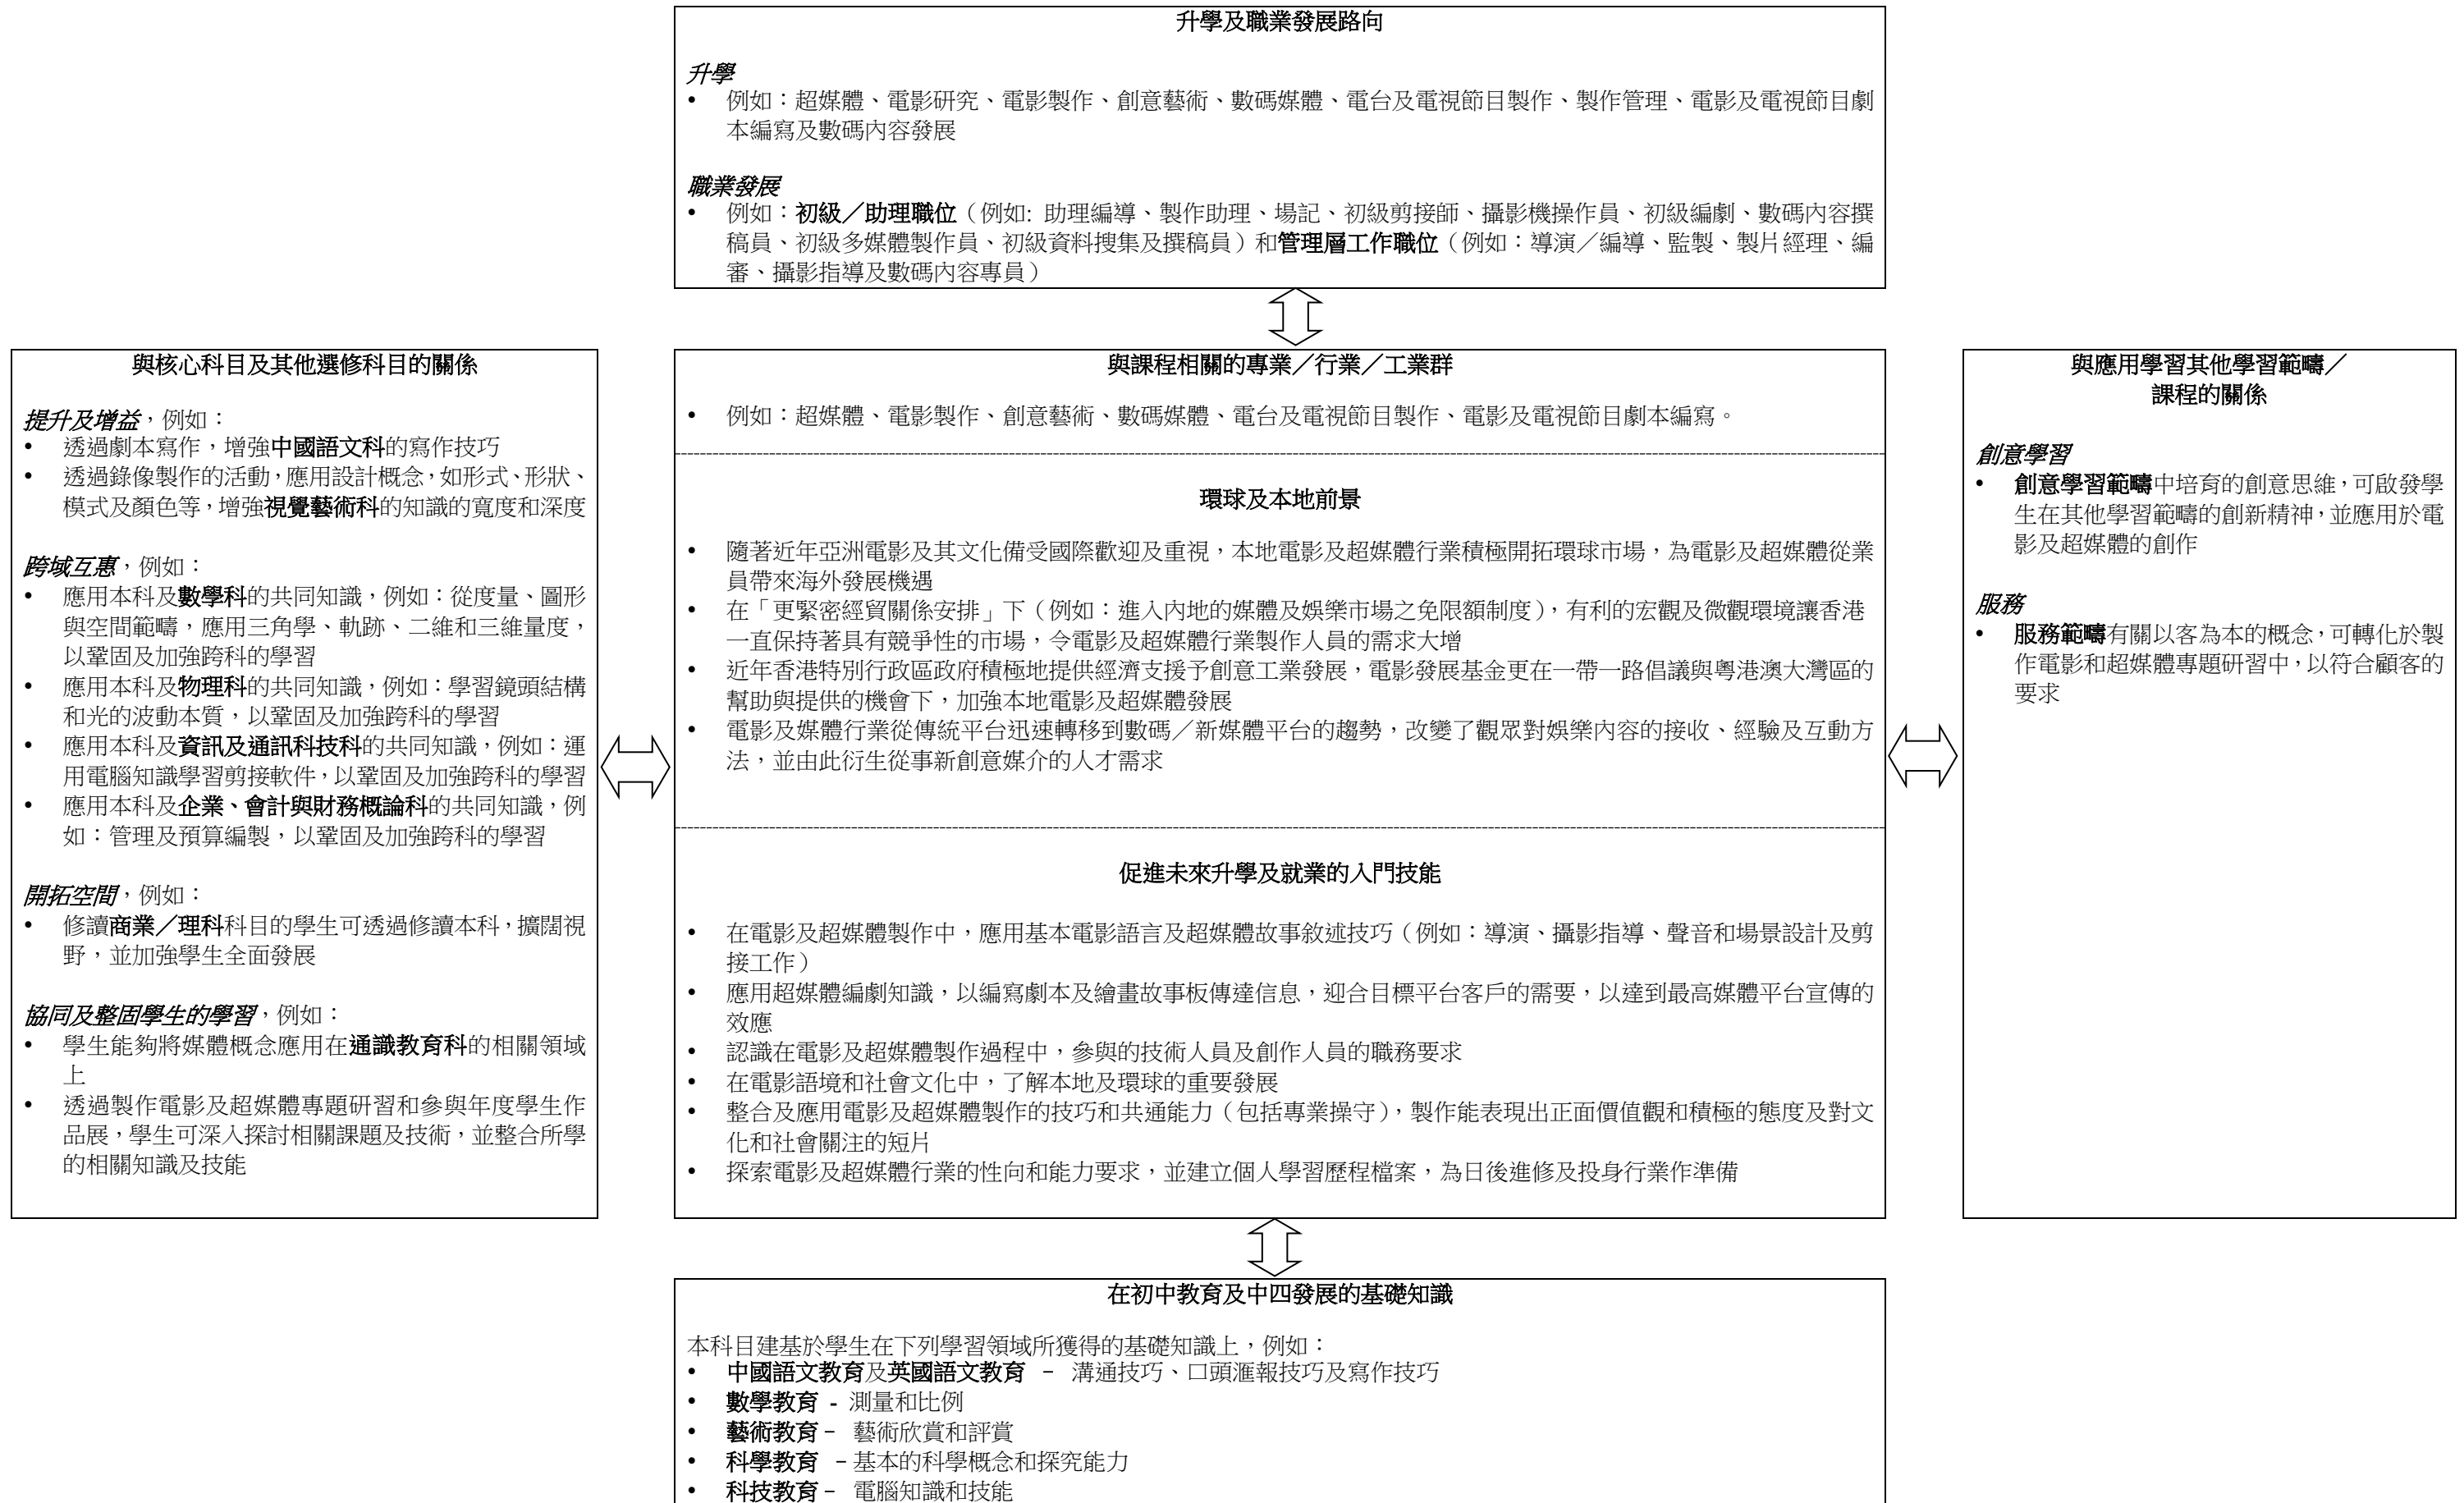 升學及職業發展路向
升學
• 例如：超媒體、電影研究、電影製作、創意藝術、數碼媒體、電台及電視節目製作、製作管理、電影及電視節目劇
本編寫及數碼內容發展
職業發展
• 例如：初級／助理職位（例如: 助理編導、製作助理、場記、初級剪接師、攝影機操作員、初級編劇、數碼內容撰
稿員、初級多媒體製作員、初級資料搜集及撰稿員）和管理層工作職位（例如：導演／編導、監製、製片經理、編
審、攝影指導及數碼內容專員）
與核心科目及其他選修科目的關係
提升及增益，例如：
• 透過劇本寫作，增強中國語文科的寫作技巧
• 透過錄像製作的活動，應用設計概念，如形式、形狀、
模式及顏色等，增強視覺藝術科的知識的寬度和深度
跨域互惠，例如：
• 應用本科及數學科的共同知識，例如：從度量、圖形
與空間範疇，應用三角學、軌跡、二維和三維量度，
以鞏固及加強跨科的學習
• 應用本科及物理科的共同知識，例如：學習鏡頭結構
和光的波動本質，以鞏固及加強跨科的學習
• 應用本科及資訊及通訊科技科的共同知識，例如：運
用電腦知識學習剪接軟件，以鞏固及加強跨科的學習
• 應用本科及企業、會計與財務概論科的共同知識，例
如：管理及預算編製，以鞏固及加強跨科的學習
開拓空間，例如：
• 修讀商業／理科科目的學生可透過修讀本科，擴闊視
野，並加強學生全面發展
協同及整固學生的學習，例如：
• 學生能夠將媒體概念應用在通識教育科的相關領域
上
• 透過製作電影及超媒體專題研習和參與年度學生作
品展，學生可深入探討相關課題及技術，並整合所學
的相關知識及技能
與課程相關的專業／行業／工業群
• 例如：超媒體、電影製作、創意藝術、數碼媒體、電台及電視節目製作、電影及電視節目劇本編寫。
環球及本地前景
• 隨著近年亞洲電影及其文化備受國際歡迎及重視，本地電影及超媒體行業積極開拓環球市場，為電影及超媒體從業
員帶來海外發展機遇
• 在「更緊密經貿關係安排」下（例如：進入內地的媒體及娛樂市場之免限額制度），有利的宏觀及微觀環境讓香港
一直保持著具有競爭性的市場，令電影及超媒體行業製作人員的需求大增
• 近年香港特別行政區政府積極地提供經濟支援予創意工業發展，電影發展基金更在一帶一路倡議與粵港澳大灣區的
幫助與提供的機會下，加強本地電影及超媒體發展
• 電影及媒體行業從傳統平台迅速轉移到數碼／新媒體平台的趨勢，改變了觀眾對娛樂內容的接收、經驗及互動方
法，並由此衍生從事新創意媒介的人才需求
促進未來升學及就業的入門技能
• 在電影及超媒體製作中，應用基本電影語言及超媒體故事敘述技巧（例如：導演、攝影指導、聲音和場景設計及剪
接工作）
• 應用超媒體編劇知識，以編寫劇本及繪畫故事板傳達信息，迎合目標平台客戶的需要，以達到最高媒體平台宣傳的
效應
• 認識在電影及超媒體製作過程中，參與的技術人員及創作人員的職務要求
• 在電影語境和社會文化中，了解本地及環球的重要發展
• 整合及應用電影及超媒體製作的技巧和共通能力（包括專業操守），製作能表現出正面價值觀和積極的態度及對文
化和社會關注的短片
• 探索電影及超媒體行業的性向和能力要求，並建立個人學習歷程檔案，為日後進修及投身行業作準備
與應用學習其他學習範疇／
課程的關係
創意學習
• 創意學習範疇中培育的創意思維，可啟發學
生在其他學習範疇的創新精神，並應用於電
影及超媒體的創作
服務
• 服務範疇有關以客為本的概念，可轉化於製
作電影和超媒體專題研習中，以符合顧客的
要求
在初中教育及中四發展的基礎知識
本科目建基於學生在下列學習領域所獲得的基礎知識上，例如：
• 中國語文教育及英國語文教育 – 溝通技巧、口頭滙報技巧及寫作技巧
• 數學教育 - 測量和比例
• 藝術教育 – 藝術欣賞和評賞
• 科學教育 – 基本的科學概念和探究能力
• 科技教育 – 電腦知識和技能